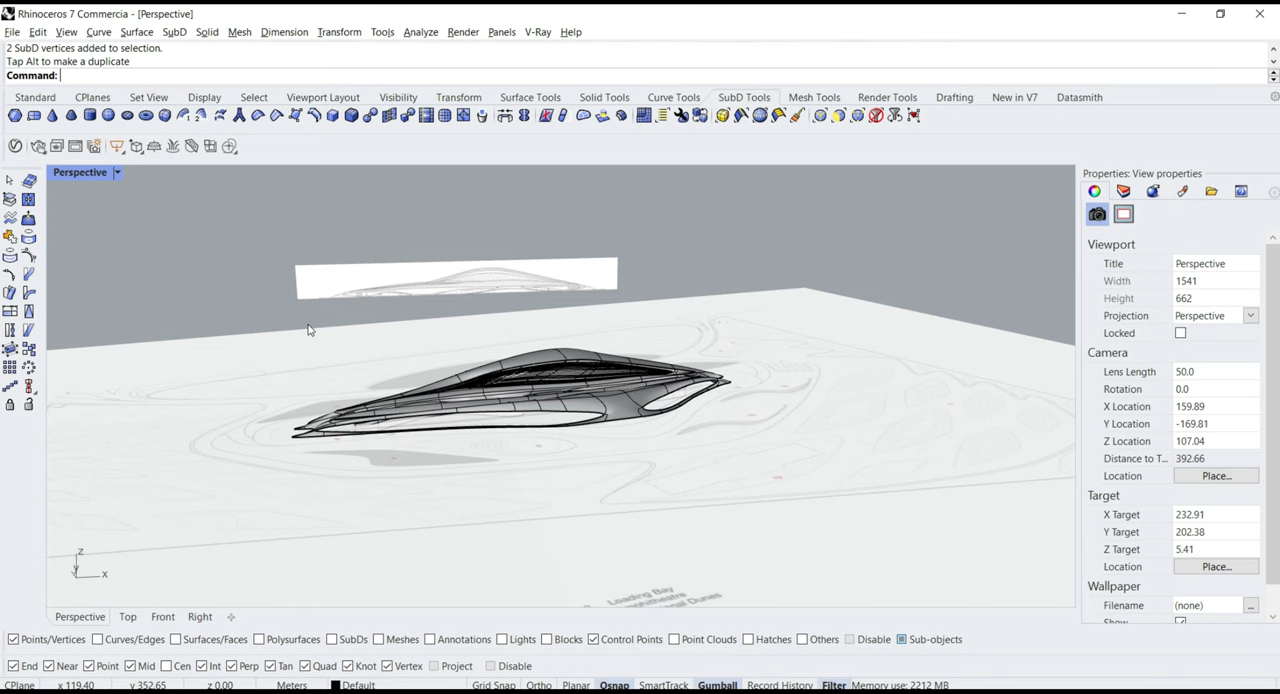 Rhinoceros 7 Commercia - [Perspective]
File Edit View Curve Surface SubD Solid Mesh Dimension Transform Tools Analyze Render Panels V-Ray Help
2 SubD vertices added to selection.
Tap Alt to make a duplicate
Command:
Standard CPlanes Set View Display Select Viewport Layout Visibility Transform Surface Tools Solid Tools Curve Tools SubD Tools Mesh Tools Render Tools Drafting New in V7 Datasmith
Perspective
Properties: View properties
Viewport
Title Perspective
Width 1541
Height 662
Projection Perspective
Locked
Camera
Lens Length 50.0
Rotation 0.0
X Location 159.89
Y Location -169.81
Z Location 107.04
Distance to T... 392.66
Location Place...
Target
X Target 232.91
Y Target 202.38
Z Target 5.41
Location Place...
Wallpaper
Filename (none) ...
Show
Loading Bay
z
y
x
Perspective Top Front Right
Points/Vertices Curves/Edges Surfaces/Faces Polysurfaces SubDs Meshes Annotations Lights Blocks Control Points Point Clouds Hatches Others Disable Sub-objects
End Near Point Mid Cen Int Perp Tan Quad Knot Vertex Project Disable
CPlane x 119.40 y 352.65 z 0.00 Meters Default Grid Snap Ortho Planar Osnap SmartTrack Gumball Record History Filter Memory use: 2212 MB